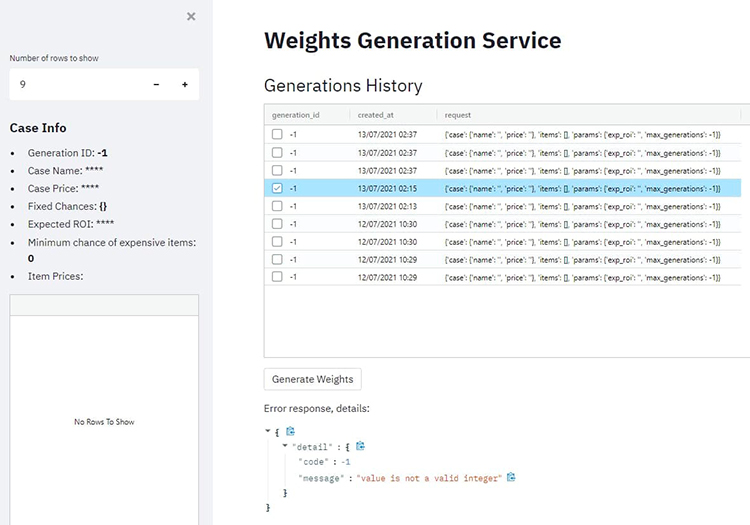 Number of rows to show
9
Case Info
Generation ID: -1
Case Name: ****
Case Price: ****
Fixed Chances: {}
Expected ROI: ****
Minimum chance of expensive items:
0
Item Prices:
No Rows To Show
Weights Generation Service
Generations History
generation_id created_at request
-1 13/07/2021 02:37 {'case': {'name': '', 'price': ''}, 'items': [], 'params': {'exp_roi': '', 'max_generations': -1}}
-1 13/07/2021 02:37 {'case': {'name': '', 'price': ''}, 'items': [], 'params': {'exp_roi': '', 'max_generations': -1}}
-1 13/07/2021 02:37 {'case': {'name': '', 'price': ''}, 'items': [], 'params': {'exp_roi': '', 'max_generations': -1}}
-1 13/07/2021 02:15 {'case': {'name': '', 'price': ''}, 'items': [], 'params': {'exp_roi': '', 'max_generations': -1}}
-1 13/07/2021 02:13 {'case': {'name': '', 'price': ''}, 'items': [], 'params': {'exp_roi': '', 'max_generations': -1}}
-1 12/07/2021 10:30 {'case': {'name': '', 'price': ''}, 'items': [], 'params': {'exp_roi': '', 'max_generations': -1}}
-1 12/07/2021 10:30 {'case': {'name': '', 'price': ''}, 'items': [], 'params': {'exp_roi': '', 'max_generations': -1}}
-1 12/07/2021 10:29 {'case': {'name': '', 'price': ''}, 'items': [], 'params': {'exp_roi': '', 'max_generations': -1}}
-1 12/07/2021 10:29 {'case': {'name': '', 'price': ''}, 'items': [], 'params': {'exp_roi': '', 'max_generations': -1}}
Generate Weights
Error response, details:
{
"detail" : {
"code" : -1
"message" : "value is not a valid integer"
}
}